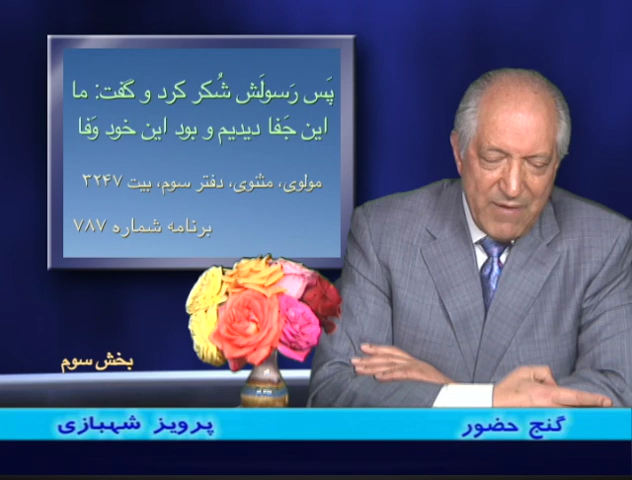 پَس رَسولَش شُکر کرد و گفت: ما
این جَفا دیدیم و بود این خود وَفا
مولوی، مثنوی، دفتر سوم، بیت ۳۲۴۷
برنامه شماره ۷۸۷
بخش سوم
گنج حضور
پرویز شهبازی